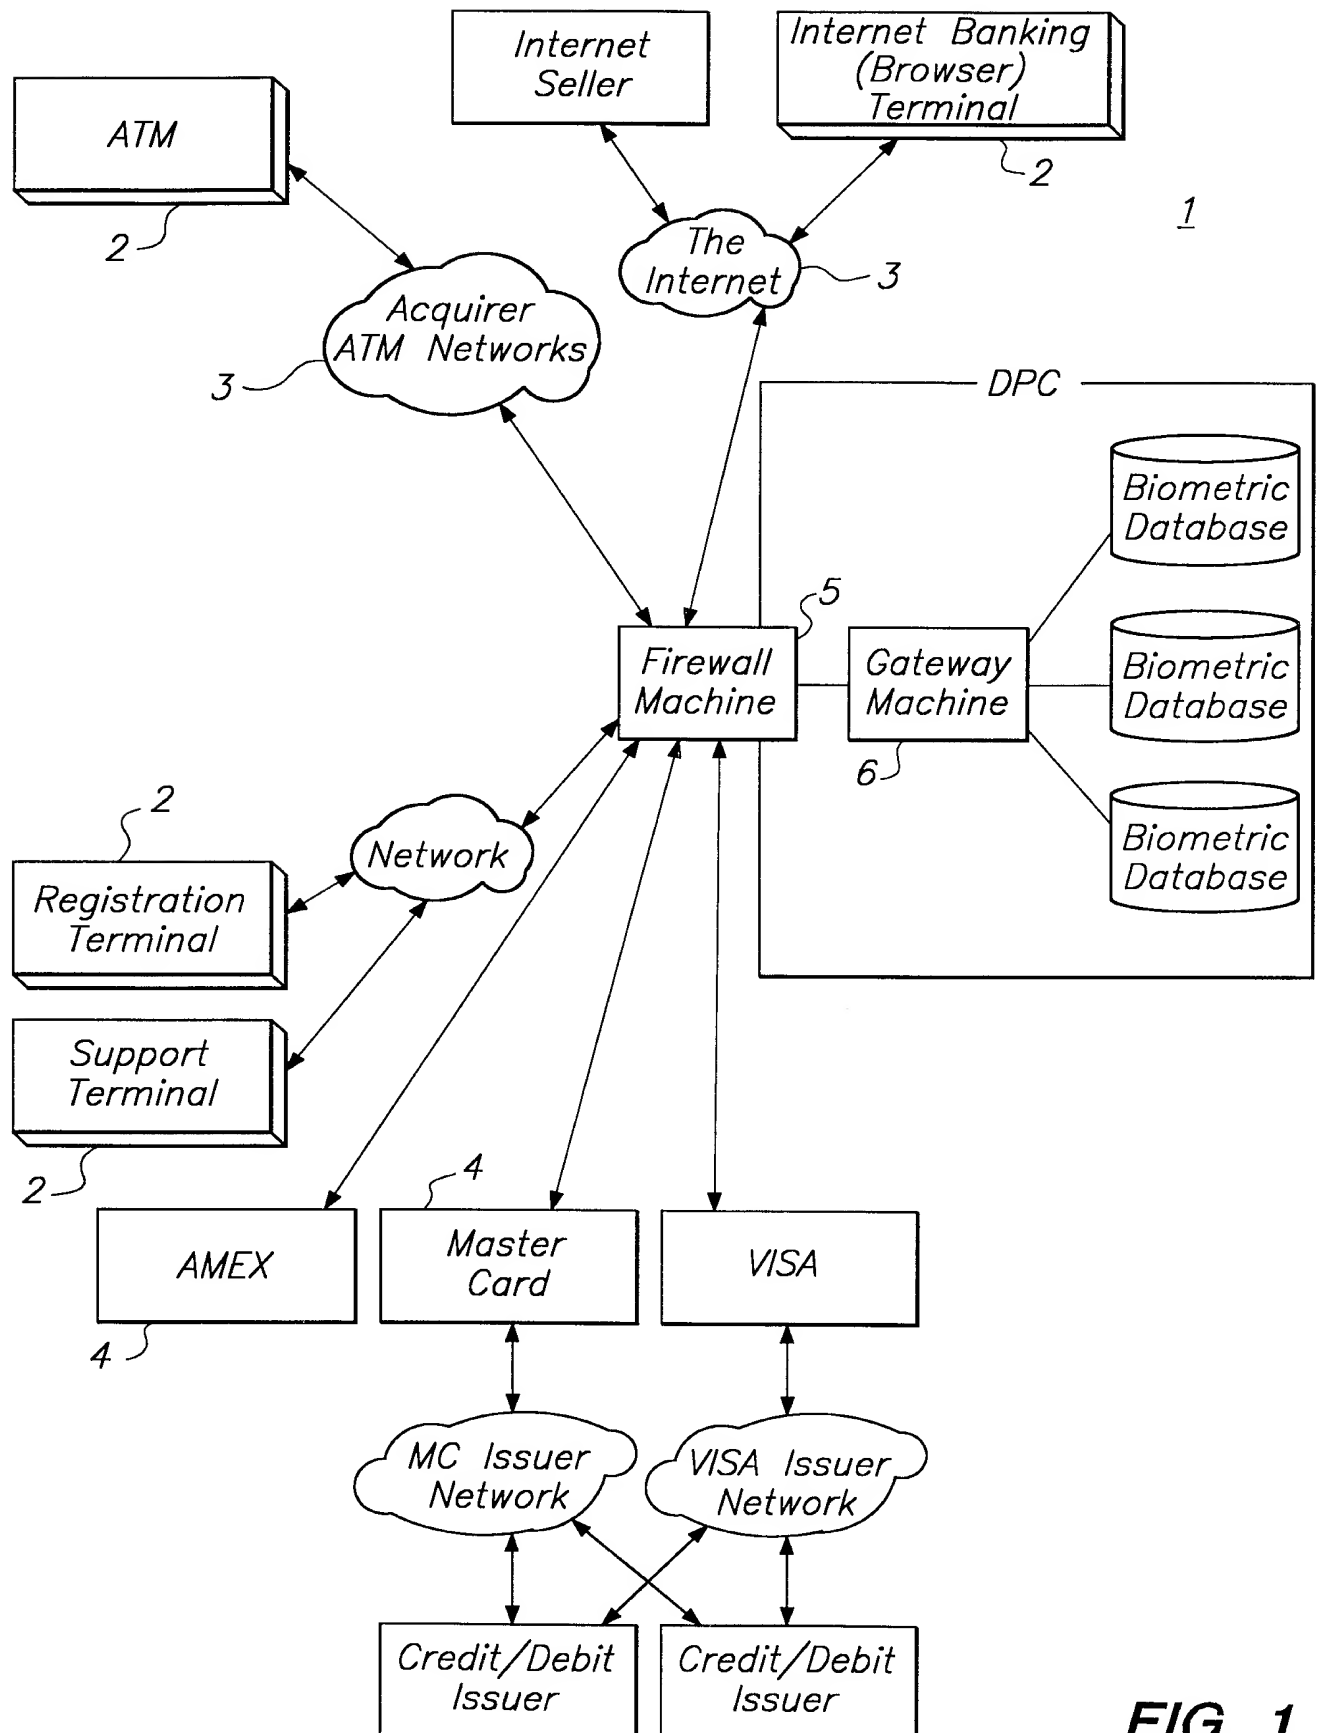 Internet
Seller
Internet Banking
(Browser)
Terminal
2
ATM
2
1
The
Internet
3
Acquirer
ATM Networks
3
DPC
Biometric
Database
5
Firewall
Machine
Gateway
Machine
6
Biometric
Database
Biometric
Database
2
Network
Registration
Terminal
Support
Terminal
2
4
AMEX
4
Master
Card
VISA
MC Issuer
Network
VISA Issuer
Network
Credit/Debit
Issuer
Credit/Debit
Issuer
FIG. 1